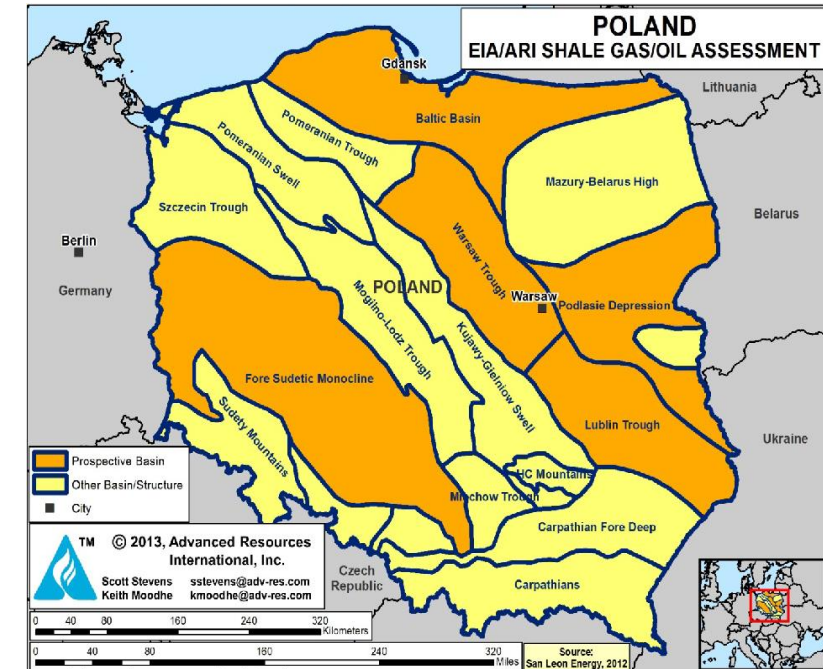 POLAND
EIA/ARI SHALE GAS/OIL ASSESSMENT
Gdansk
Lithuania
Baltic Basin
Pomeranian Trough
Pomeranian Swell
Mazury-Belarus High
Szczecin Trough
Belarus
Berlin
Warsaw Trough
POLAND
Germany
Warsaw
Podlasie Depression
Mogilno-Lodz Trough
Kujawy-Gielniow Swell
Fore Sudetic Monocline
Sudety Mountains
Lublin Trough
Ukraine
Prospective Basin
Other Basin/Structure
City
HC Mountains
Miechow Trough
Carpathian Fore Deep
TM
© 2013, Advanced Resources
International, Inc.
Scott Stevens sstevens@adv-res.com
Keith Moodhe kmoodhe@adv-res.com
Czech
Republic
Carpathians
0 40 80 160 240 320
Kilometers
0 40 80 160 240 320
Miles
Source:
San Leon Energy, 2012